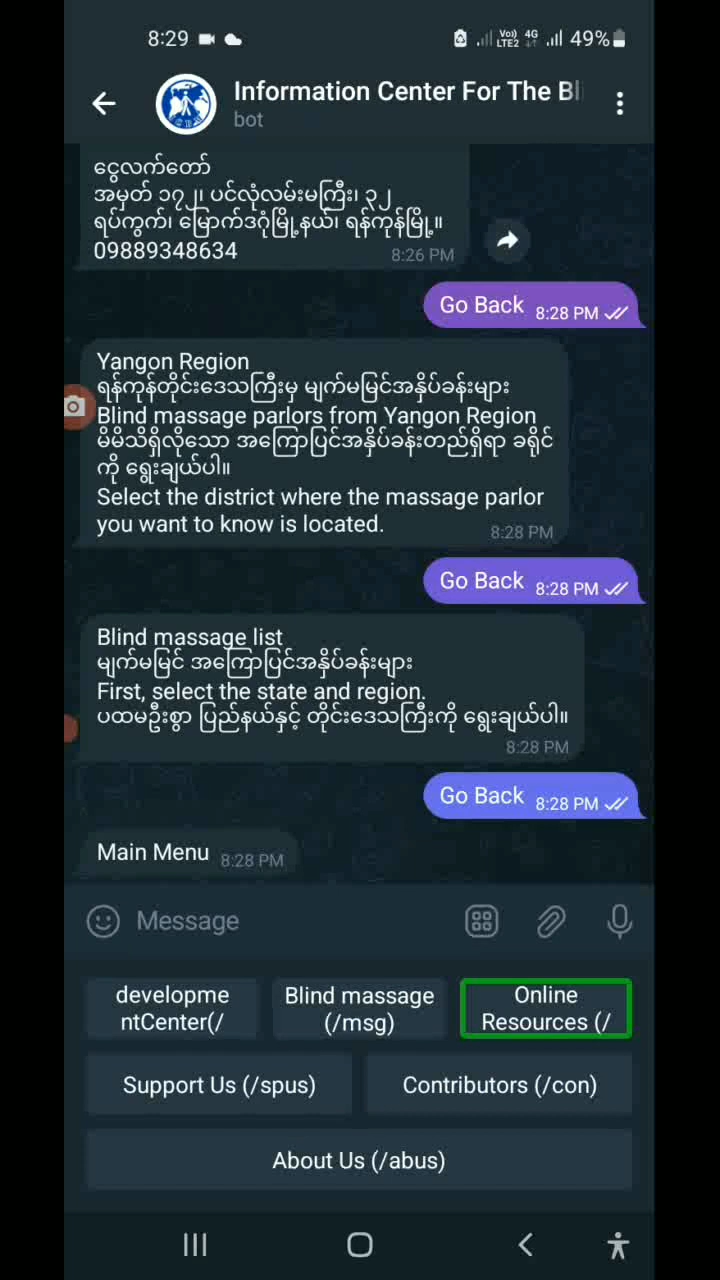 8:29
Vo)) LTE2 4G 49%
Information Center For The Bl
bot
ငွေလက်တော်
အမှတ် ၁၇၂၊ ပင်လုံလမ်းမကြီး၊ ၃၂
ရပ်ကွက်၊ မြောက်ဒဂုံမြို့နယ်၊ ရန်ကုန်မြို့။
09889348634
8:26 PM
Go Back 8:28 PM
Yangon Region
ရန်ကုန်တိုင်းဒေသကြီးမှ မျက်မမြင်အနှိပ်ခန်းများ
Blind massage parlors from Yangon Region
မိမိသိရှိလိုသော အကြောပြင်အနှိပ်ခန်းတည်ရှိရာ ခရိုင်
ကို ရွေးချယ်ပါ။
Select the district where the massage parlor
you want to know is located.
8:28 PM
Go Back 8:28 PM
Blind massage list
မျက်မမြင် အကြောပြင်အနှိပ်ခန်းများ
First, select the state and region.
ပထမဦးစွာ ပြည်နယ်နှင့် တိုင်းဒေသကြီးကို ရွေးချယ်ပါ။
8:28 PM
Go Back 8:28 PM
Main Menu 8:28 PM
Message
developme
ntCenter(/
Blind massage
(/msg)
Online
Resources (/
Support Us (/spus)
Contributors (/con)
About Us (/abus)